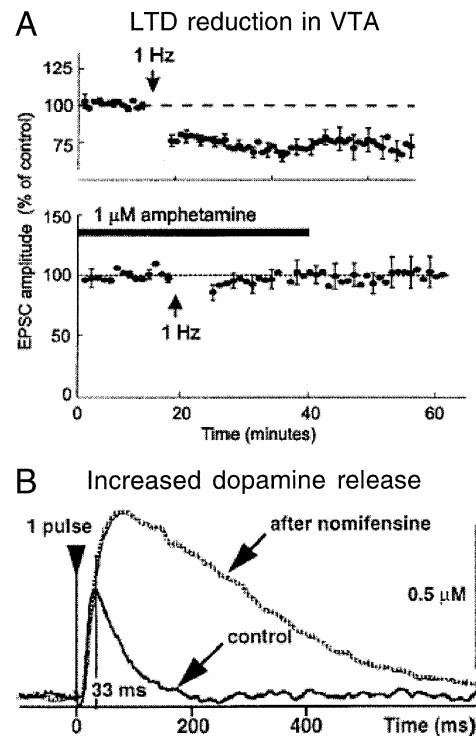 A LTD reduction in VTA
1 Hz
125
100
75
EPSC amplitude (% of control)
1 µM amphetamine
150
100
50
0
1 Hz
0 20 40 60
Time (minutes)
B Increased dopamine release
1 pulse
after nomifensine
0.5 µM
control
33 ms
0 200 400 Time (ms)